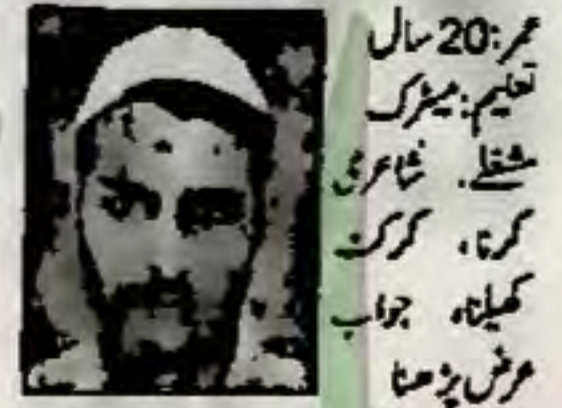 عمر:20 سال
تعلیم: میٹرک
مشغلے. شاعری
کرنا، کرکٹ
کھیلنا، جواب
عرض پڑھنا